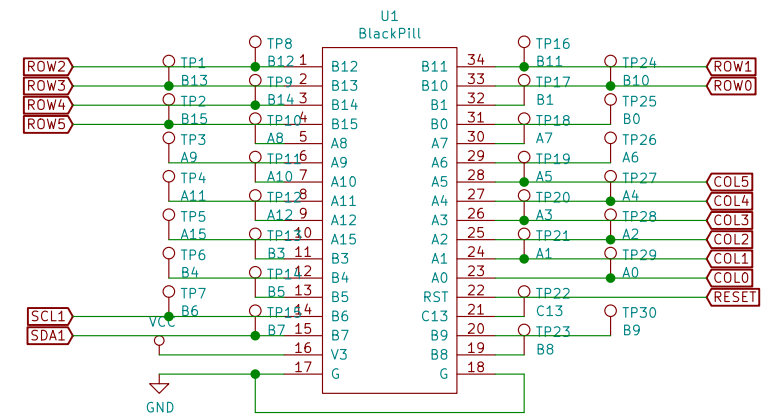 U1
BlackPill
TP8
TP16
ROW2
TP1
B12
1
B12
B11
34
B11
TP24
ROW1
ROW3
B13
TP9
2
B13
B10
33
TP17
B10
ROW0
ROW4
TP2
B14
3
B14
B1
32
B1
TP25
ROW5
B15
TP10
4
B15
B0
31
TP18
B0
TP3
A8
5
A8
A7
30
A7
TP26
A9
TP11
6
A9
A6
29
TP19
A6
TP4
A10
7
A10
A5
28
A5
TP27
COL5
A11
TP12
8
A11
A4
27
TP20
A4
COL4
TP5
A12
9
A12
A3
26
A3
TP28
COL3
A15
TP13
10
A15
A2
25
TP21
A2
COL2
TP6
B3
11
B3
A1
24
A1
TP29
COL1
B4
TP14
12
B4
A0
23
A0
COL0
TP7
B5
13
B5
RST
22
TP22
RESET
SCL1
B6
TP15
14
B6
C13
21
C13
TP30
SDA1
VCC
B7
15
B7
B9
20
TP23
B9
16
V3
B8
19
B8
17
G
G
18
GND